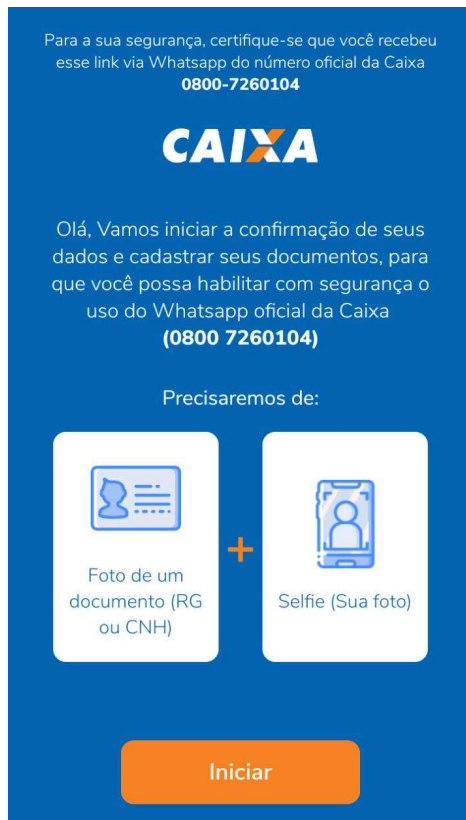 Para a sua segurança, certifique-se que você recebeu
esse link via Whatsapp do número oficial da Caixa
0800-7260104
CAIXA
Olá, Vamos iniciar a confirmação de seus
dados e cadastrar seus documentos, para
que você possa habilitar com segurança o
uso do Whatsapp oficial da Caixa
(0800 7260104)
Precisaremos de:
Foto de um
documento (RG
ou CNH)
+
Selfie (Sua foto)
Iniciar